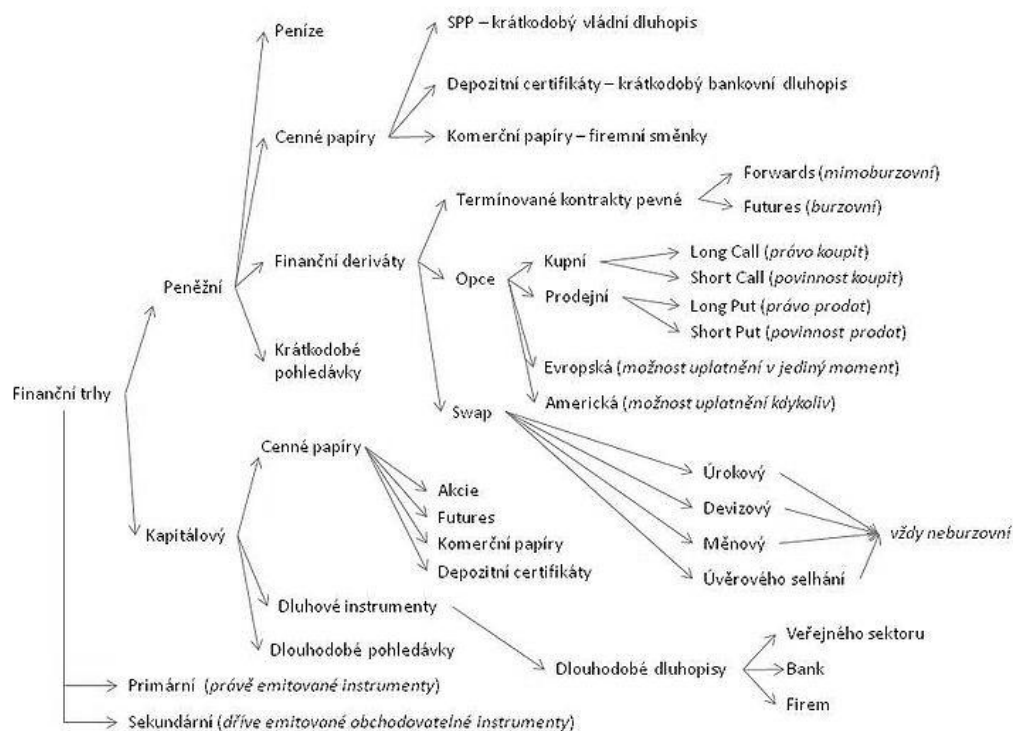 Peníze
SPP – krátkodobý vládní dluhopis
Depozitní certifikáty – krátkodobý bankovní dluhopis
Cenné papíry
Komerční papíry – firemní směnky
Forwards (mimoburzovní)
Termínované kontrakty pevné
Futures (burzovní)
Finanční deriváty
Opce
Kupní
Long Call (právo koupit)
Short Call (povinnost koupit)
Peněžní
Prodejní
Long Put (právo prodat)
Short Put (povinnost prodat)
Krátkodobé
pohledávky
Evropská (možnost uplatnění v jediný moment)
Finanční trhy
Americká (možnost uplatnění kdykoliv)
Swap
Cenné papíry
Úrokový
Akcie
Devizový
Futures
Kapitálový
Měnový
vždy neburzovní
Komerční papíry
Depozitní certifikáty
Úvěrového selhání
Dluhové instrumenty
Veřejného sektoru
Dlouhodobé pohledávky
Dlouhodobé dluhopisy
Bank
Primární (právě emitované instrumenty)
Firem
Sekundární (dříve emitované obchodovatelné instrumenty)